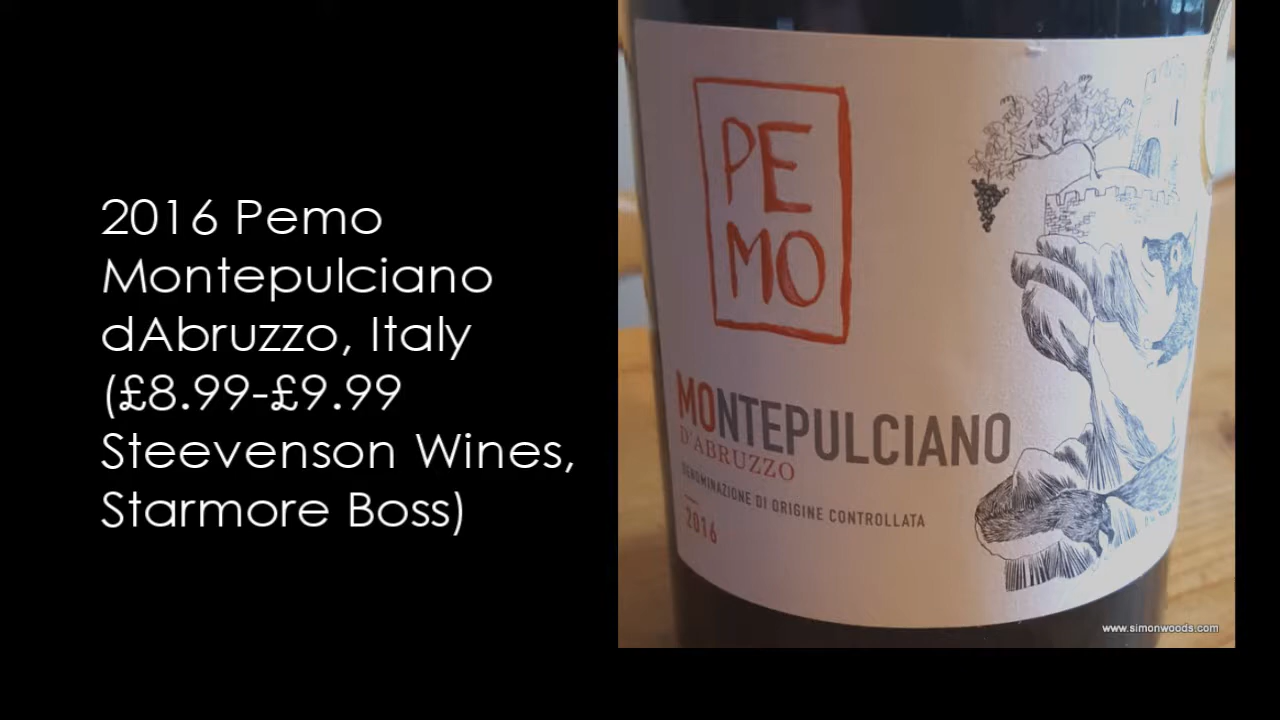 2016 Pemo
Montepulciano
dAbruzzo, Italy
(£8.99-£9.99
Steevenson Wines,
Starmore Boss)
PE
MO
MONTEPULCIANO
D'ABRUZZO
DENOMINAZIONE DI ORIGINE CONTROLLATA
2016
www.simonwoods.com